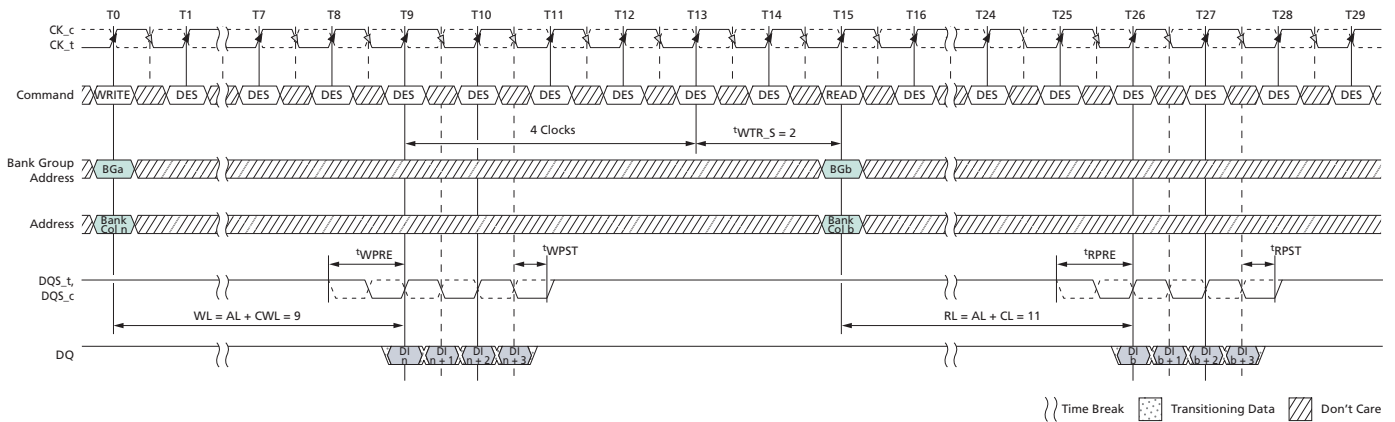 T0 T1 T7 T8 T9 T10 T11 T12 T13 T14 T15 T16 T24 T25 T26 T27 T28 T29
CK_c
CK_t
Command WRITE DES DES DES DES DES DES DES DES DES READ DES DES DES DES DES DES DES
4 Clocks tWTR_S = 2
Bank Group
Address BGa BGb
Address Bank Col n Bank Col b
tWPRE tWPST tRPRE tRPST
DQS_t,
DQS_c
WL = AL + CWL = 9 RL = AL + CL = 11
DQ DI n DI n + 1 DI n + 2 DI n + 3 DI b DI b + 1 DI b + 2 DI b + 3
Time Break Transitioning Data Don't Care